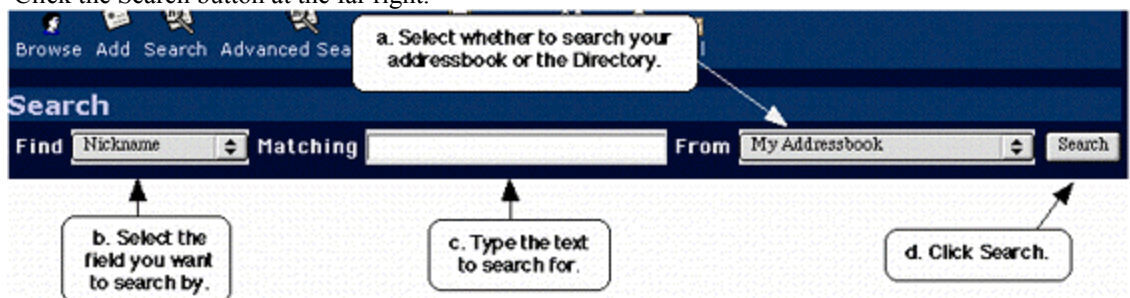 Click the Search button at the far right.
Browse Add Search Advanced Sea
a. Select whether to search your
addressbook or the Directory.
Search
Find Nickname Matching From My Addressbook Search
b. Select the
field you want
to search by.
c. Type the text
to search for.
d. Click Search.